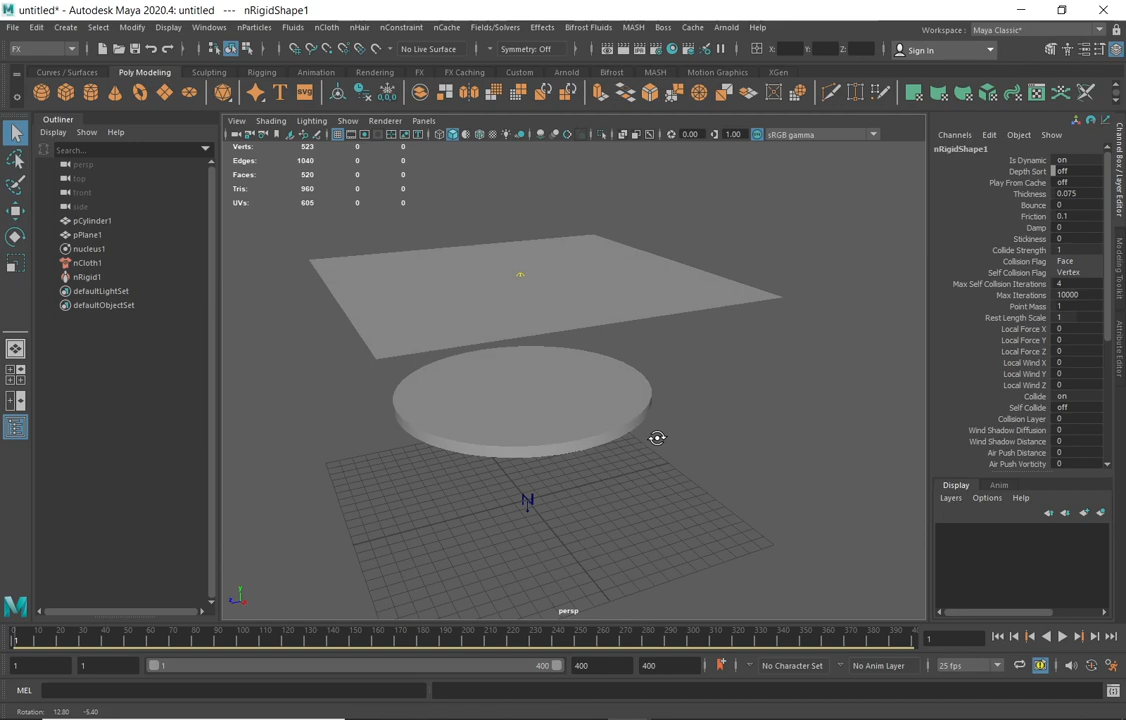 untitled* - Autodesk Maya 2020.4: untitled --- nRigidShape1
File Edit Create Select Modify Display Windows nParticles Fluids nCloth nHair nConstraint nCache Fields/Solvers Effects Bifrost Fluids MASH Boss Cache Arnold Help
Workspace: Maya Classic*
FX No Live Surface Symmetry: Off X: Y: Z: Sign In
Curves / Surfaces Poly Modeling Sculpting Rigging Animation Rendering FX FX Caching Custom Arnold Bifrost MASH Motion Graphics XGen
Outliner
Display Show Help
Search...
persp
top
front
side
pCylinder1
pPlane1
nucleus1
nCloth1
nRigid1
defaultLightSet
defaultObjectSet
View Shading Lighting Show Renderer Panels
0.00 1.00 sRGB gamma
Verts: 523 0 0
Edges: 1040 0 0
Faces: 520 0 0
Tris: 960 0 0
UVs: 605 0 0
N
y
z
persp
Channels Edit Object Show
nRigidShape1
Is Dynamic on
Depth Sort off
Play From Cache off
Thickness 0.075
Bounce 0
Friction 0.1
Damp 0
Stickiness 0
Collide Strength 1
Collision Flag Face
Self Collision Flag Vertex
Max Self Collision Iterations 4
Max Iterations 10000
Point Mass 1
Rest Length Scale 1
Local Force X 0
Local Force Y 0
Local Force Z 0
Local Wind X 0
Local Wind Y 0
Local Wind Z 0
Collide on
Self Collide off
Collision Layer 0
Wind Shadow Diffusion 0
Wind Shadow Distance 0
Air Push Distance 0
Air Push Vorticity 0
Channel Box / Layer Editor
Modeling Toolkit
Attribute Editor
Display Anim
Layers Options Help
1 10 20 30 40 50 60 70 80 90 100 110 120 130 140 150 160 170 180 190 200 210 220 230 240 250 260 270 280 290 300 310 320 330 340 350 360 370 380 390 1
1 1 1 400 400 400 No Character Set No Anim Layer 25 fps
MEL
Rotation: 12.80 -5.40